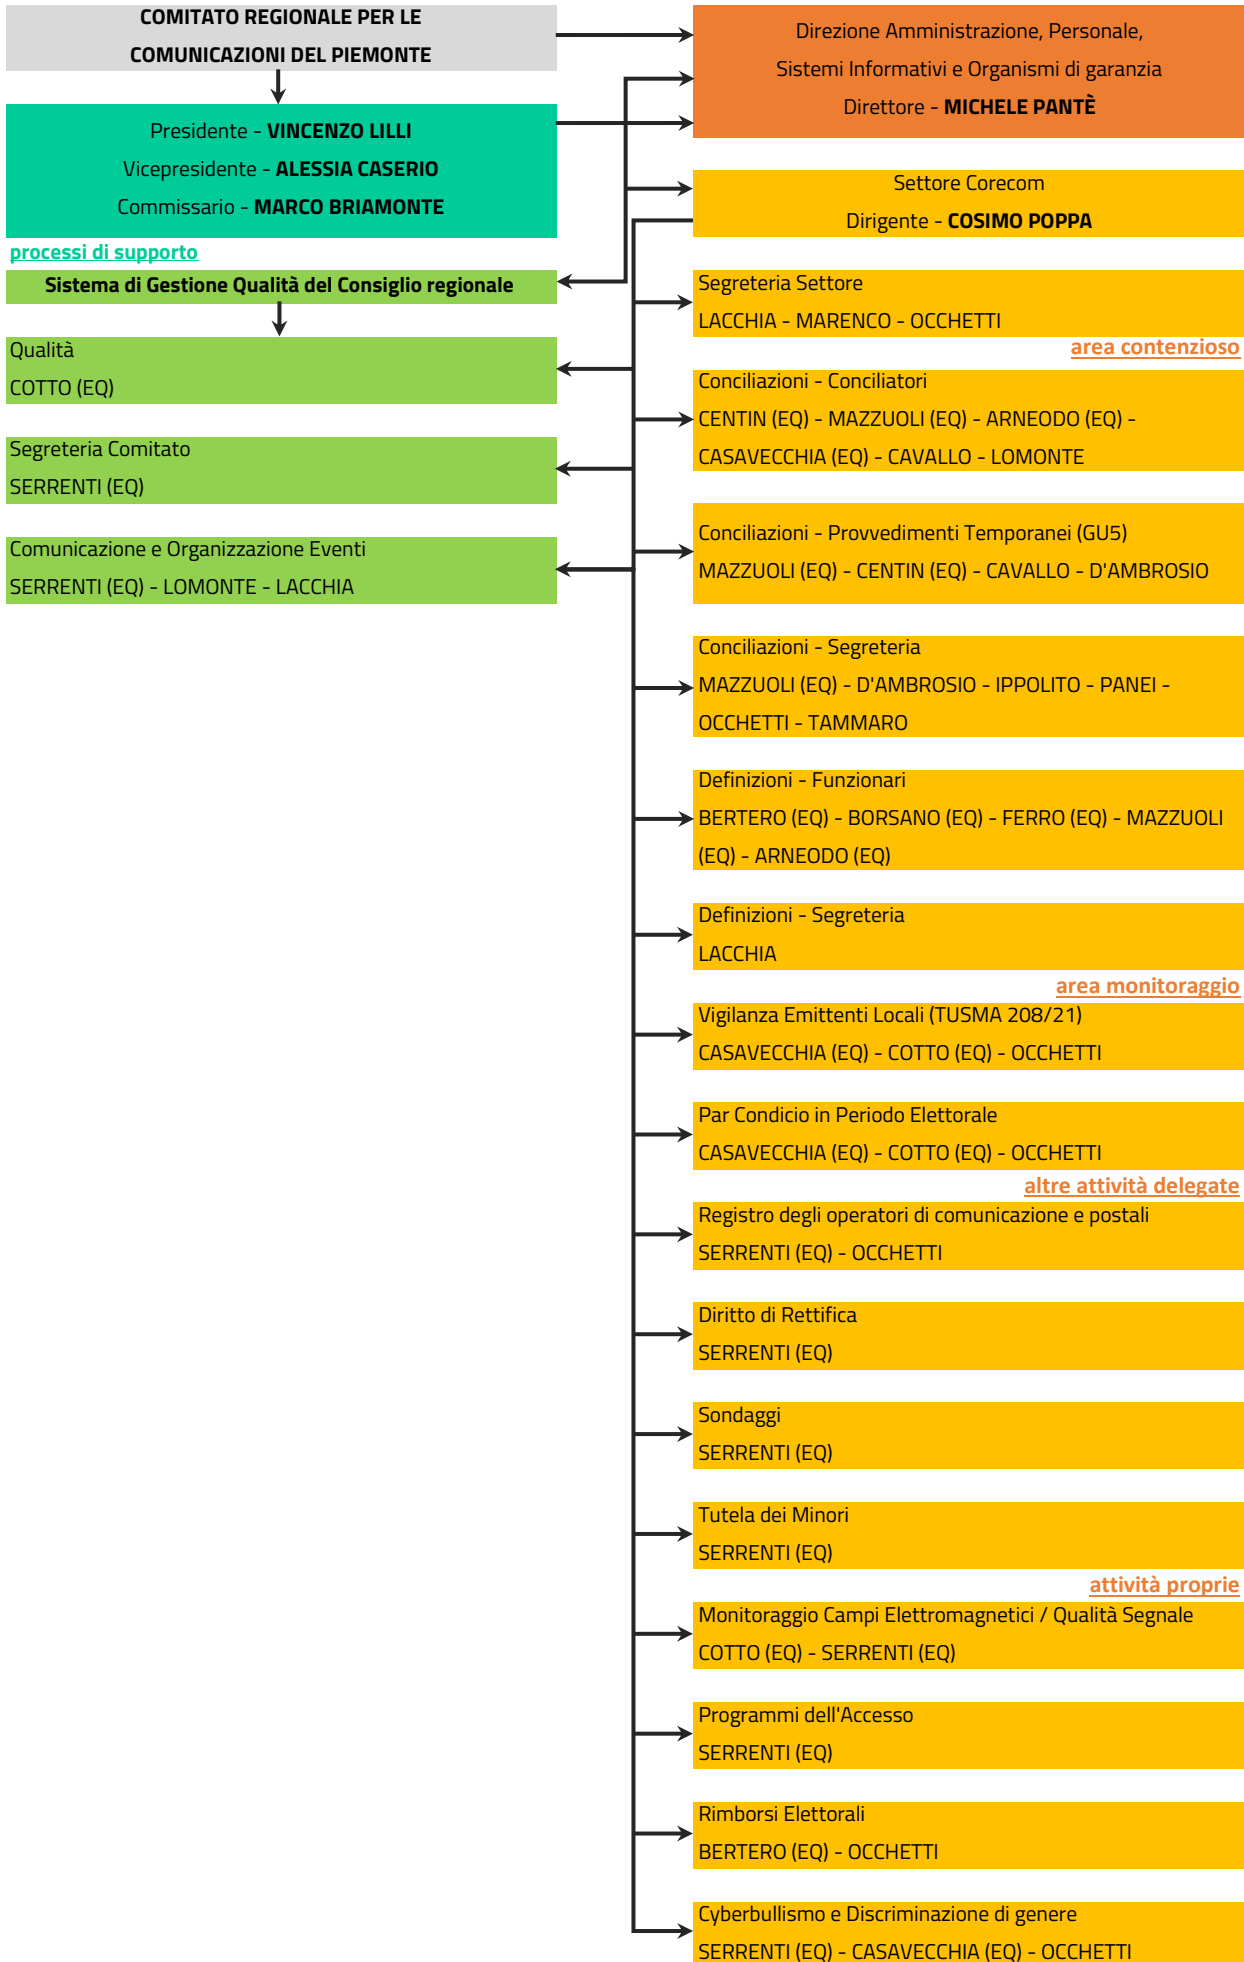 COMITATO REGIONALE PER LE
COMUNICAZIONI DEL PIEMONTE
Presidente - VINCENZO LILLI
Vicepresidente - ALESSIA CASERIO
Commissario - MARCO BRIAMONTE
processi di supporto
Sistema di Gestione Qualità del Consiglio regionale
Qualità
COTTO (EQ)
Segreteria Comitato
SERRENTI (EQ)
Comunicazione e Organizzazione Eventi
SERRENTI (EQ) - LOMONTE - LACCHIA
Direzione Amministrazione, Personale,
Sistemi Informativi e Organismi di garanzia
Direttore - MICHELE PANTÈ
Settore Corecom
Dirigente - COSIMO POPPA
Segreteria Settore
LACCHIA - MARENCO - OCCHETTI
area contenzioso
Conciliazioni - Conciliatori
CENTIN (EQ) - MAZZUOLI (EQ) - ARNEODO (EQ) -
CASAVECCHIA (EQ) - CAVALLO - LOMONTE
Conciliazioni - Provvedimenti Temporanei (GU5)
MAZZUOLI (EQ) - CENTIN (EQ) - CAVALLO - D'AMBROSIO
Conciliazioni - Segreteria
MAZZUOLI (EQ) - D'AMBROSIO - IPPOLITO - PANEI -
OCCHETTI - TAMMARO
Definizioni - Funzionari
BERTERO (EQ) - BORSANO (EQ) - FERRO (EQ) - MAZZUOLI
(EQ) - ARNEODO (EQ)
Definizioni - Segreteria
LACCHIA
area monitoraggio
Vigilanza Emittenti Locali (TUSMA 208/21)
CASAVECCHIA (EQ) - COTTO (EQ) - OCCHETTI
Par Condicio in Periodo Elettorale
CASAVECCHIA (EQ) - COTTO (EQ) - OCCHETTI
altre attività delegate
Registro degli operatori di comunicazione e postali
SERRENTI (EQ) - OCCHETTI
Diritto di Rettifica
SERRENTI (EQ)
Sondaggi
SERRENTI (EQ)
Tutela dei Minori
SERRENTI (EQ)
attività proprie
Monitoraggio Campi Elettromagnetici / Qualità Segnale
COTTO (EQ) - SERRENTI (EQ)
Programmi dell'Accesso
SERRENTI (EQ)
Rimborsi Elettorali
BERTERO (EQ) - OCCHETTI
Cyberbullismo e Discriminazione di genere
SERRENTI (EQ) - CASAVECCHIA (EQ) - OCCHETTI